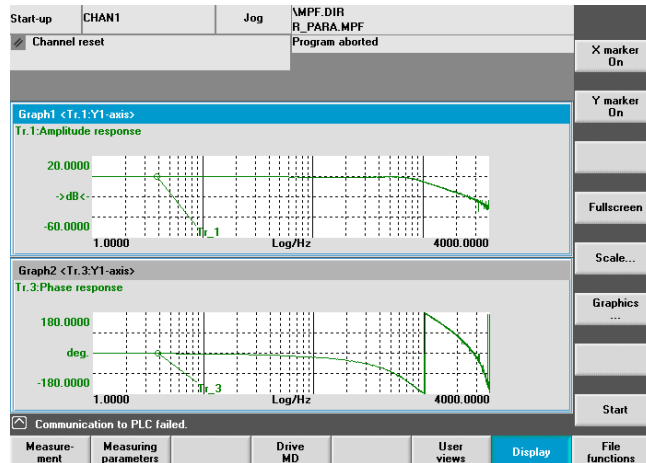 Start-up
CHAN1
Jog
\MPF.DIR
R_PARA.MPF
Channel reset
Program aborted
X marker
On
Y marker
On
Fullscreen
Scale...
Graphics
...
Start
Graph1 <Tr.1:Y1-axis>
Tr.1:Amplitude response
20.0000
->dB<-
-60.0000
Tr_1
1.0000
Log/Hz
4000.0000
Graph2 <Tr.3:Y1-axis>
Tr.3:Phase response
180.0000
deg.
-180.0000
Tr_3
1.0000
Log/Hz
4000.0000
Communication to PLC failed.
Measure-
ment
Measuring
parameters
Drive
MD
User
views
Display
File
functions